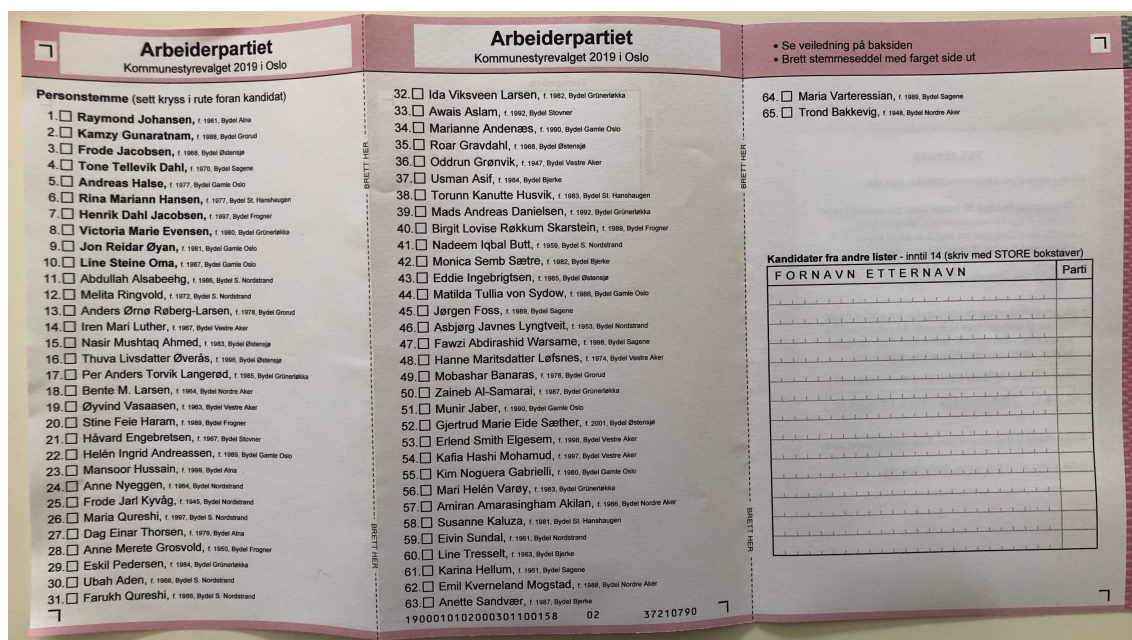 Arbeiderpartiet
Kommunestyrevalget 2019 i Oslo
Personstemme (sett kryss i rute foran kandidat)
1. Raymond Johansen, f. 1961, Bydel Alna
2. Kamzy Gunaratnam, f. 1988, Bydel Grorud
3. Frode Jacobsen, f. 1968, Bydel Østensjø
4. Tone Tellevik Dahl, f. 1970, Bydel Sagene
5. Andreas Halse, f. 1977, Bydel Gamle Oslo
6. Rina Mariann Hansen, f. 1977, Bydel St. Hanshaugen
7. Henrik Dahl Jacobsen, f. 1997, Bydel Frogner
8. Victoria Marie Evensen, f. 1980, Bydel Grünerløkka
9. Jon Reidar Øyan, f. 1981, Bydel Gamle Oslo
10. Line Steine Oma, f. 1987, Bydel Gamle Oslo
11. Abdullah Alsabeehg, f. 1986, Bydel S. Nordstrand
12. Melita Ringvold, f. 1972, Bydel S. Nordstrand
13. Anders Ørnø Røberg-Larsen, f. 1978, Bydel Grorud
14. Iren Mari Luther, f. 1967, Bydel Vestre Aker
15. Nasir Mushtaq Ahmed, f. 1983, Bydel Østensjø
16. Thuva Livsdatter Øverås, f. 1996, Bydel Østensjø
17. Per Anders Torvik Langerød, f. 1985, Bydel Grünerløkka
18. Bente M. Larsen, f. 1964, Bydel Nordre Aker
19. Øyvind Vasaasen, f. 1963, Bydel Vestre Aker
20. Stine Feie Haram, f. 1989, Bydel Frogner
21. Håvard Engebretsen, f. 1967, Bydel Stovner
22. Helén Ingrid Andreassen, f. 1989, Bydel Gamle Oslo
23. Mansoor Hussain, f. 1999, Bydel Alna
24. Anne Nyeggen, f. 1964, Bydel Nordstrand
25. Frode Jarl Kyvåg, f. 1945, Bydel Nordstrand
26. Maria Qureshi, f. 1997, Bydel S. Nordstrand
27. Dag Einar Thorsen, f. 1979, Bydel Alna
28. Anne Merete Grosvold, f. 1950, Bydel Frogner
29. Eskil Pedersen, f. 1984, Bydel Grünerløkka
30. Ubah Aden, f. 1968, Bydel S. Nordstrand
31. Farukh Qureshi, f. 1986, Bydel S. Nordstrand
BRETT HER
BRETT HER
Arbeiderpartiet
Kommunestyrevalget 2019 i Oslo
32. Ida Viksveen Larsen, f. 1982, Bydel Grünerløkka
33. Awais Aslam, f. 1992, Bydel Stovner
34. Marianne Andenæs, f. 1990, Bydel Gamle Oslo
35. Roar Gravdahl, f. 1968, Bydel Østensjø
36. Oddrun Grønvik, f. 1947, Bydel Vestre Aker
37. Usman Asif, f. 1984, Bydel Bjerke
38. Torunn Kanutte Husvik, f. 1983, Bydel St. Hanshaugen
39. Mads Andreas Danielsen, f. 1992, Bydel Grünerløkka
40. Birgit Lovise Røkkum Skarstein, f. 1989, Bydel Frogner
41. Nadeem Iqbal Butt, f. 1959, Bydel S. Nordstrand
42. Monica Semb Sætre, f. 1982, Bydel Bjerke
43. Eddie Ingebrigtsen, f. 1985, Bydel Østensjø
44. Matilda Tullia von Sydow, f. 1986, Bydel Gamle Oslo
45. Jørgen Foss, f. 1989, Bydel Sagene
46. Asbjørg Javnes Lyngtveit, f. 1953, Bydel Nordstrand
47. Fawzi Abdirashid Warsame, f. 1998, Bydel Sagene
48. Hanne Maritsdatter Løfsnes, f. 1974, Bydel Vestre Aker
49. Mobashar Banaras, f. 1976, Bydel Grorud
50. Zaineb Al-Samarai, f. 1987, Bydel Grünerløkka
51. Munir Jaber, f. 1990, Bydel Gamle Oslo
52. Gjertrud Marie Eide Sæther, f. 2001, Bydel Østensjø
53. Erlend Smith Elgesem, f. 1998, Bydel Vestre Aker
54. Kafia Hashi Mohamud, f. 1997, Bydel Vestre Aker
55. Kim Noguera Gabrielli, f. 1980, Bydel Gamle Oslo
56. Mari Helén Varøy, f. 1983, Bydel Grünerløkka
57. Amiran Amarasingham Akilan, f. 1966, Bydel Nordre Aker
58. Susanne Kaluza, f. 1981, Bydel St. Hanshaugen
59. Eivin Sundal, f. 1961, Bydel Nordstrand
60. Line Tresselt, f. 1983, Bydel Bjerke
61. Karina Hellum, f. 1961, Bydel Sagene
62. Emil Kverneland Mogstad, f. 1988, Bydel Nordre Aker
63. Anette Sandvær, f. 1987, Bydel Bjerke
1900010102000301100158 02 37210790
BRETT HER
BRETT HER
• Se veiledning på baksiden
• Brett stemmeseddel med farget side ut
64. Maria Varteressian, f. 1989, Bydel Sagene
65. Trond Bakkevig, f. 1948, Bydel Nordre Aker
Kandidater fra andre lister - inntil 14 (skriv med STORE bokstaver)
FORNAVN ETTERNAVN Parti